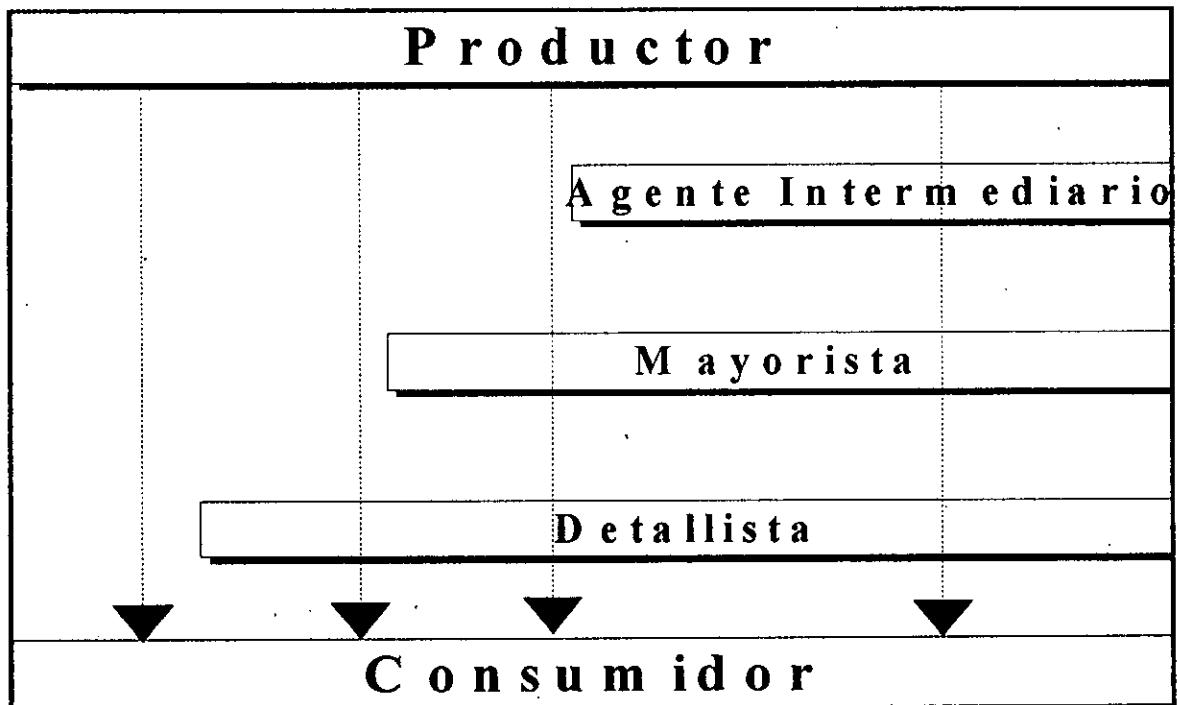 Productor
Agente Intermediario
Mayorista
Detallista
Consumidor